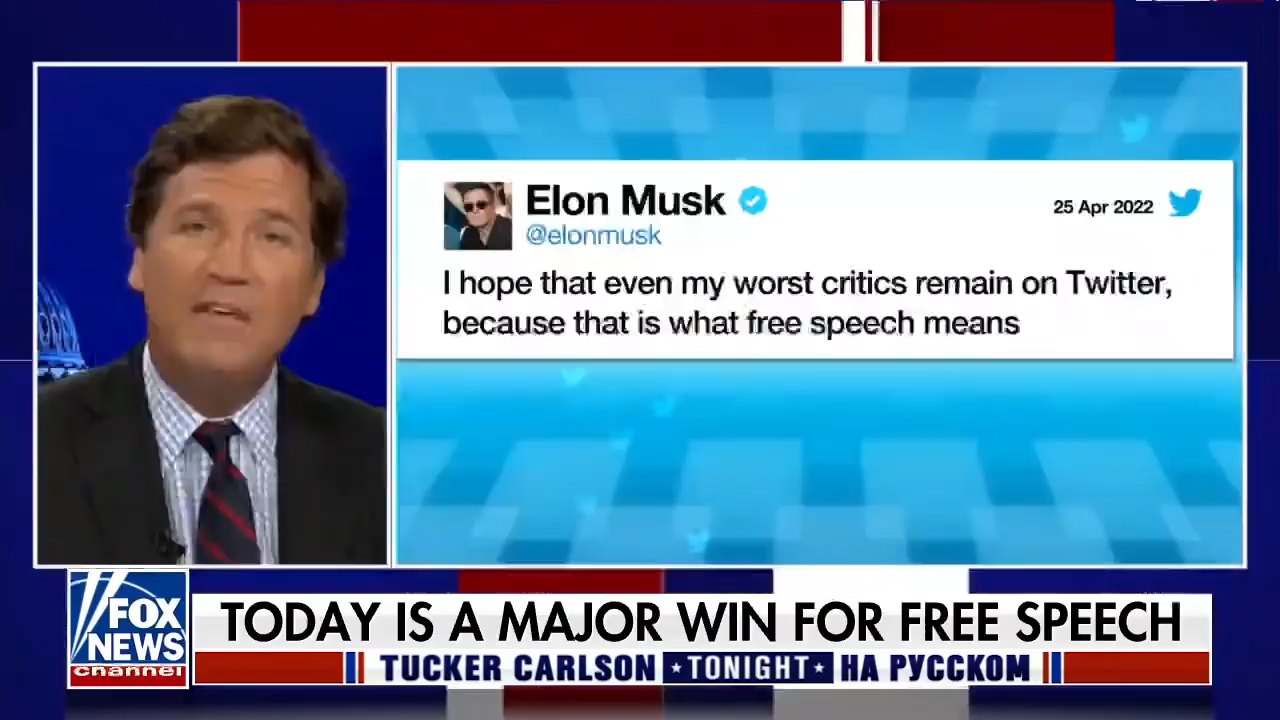 Elon Musk
@elonmusk
25 Apr 2022
I hope that even my worst critics remain on Twitter,
because that is what free speech means
FOX
NEWS
channel
TODAY IS A MAJOR WIN FOR FREE SPEECH
TUCKER CARLSON TONIGHT НА РУССКОМ